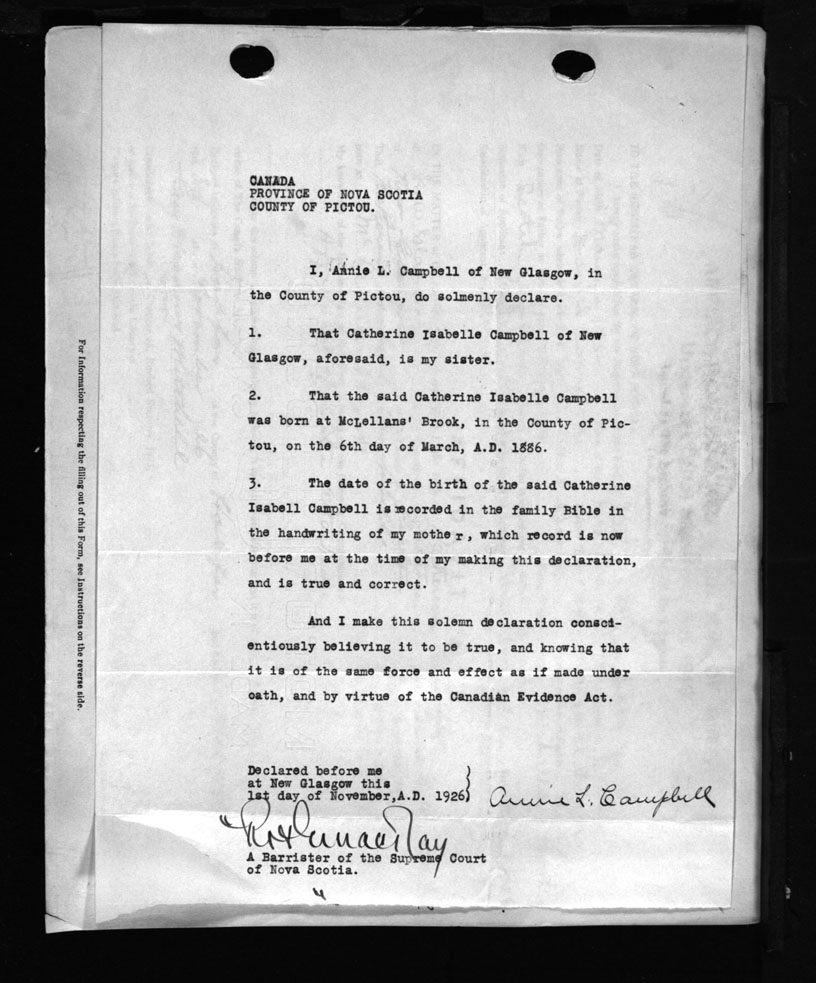 CANADA
PROVINCE OF NOVA SCOTIA
COUNTY OF PICTOU.
I, Annie L. Campbell of New Glasgow, in
the County of Pictou, do solmenly declare.
1. That Catherine Isabelle Campbell of New
Glasgow, aforesaid, is my sister.
2. That the said Catherine Isabelle Campbell
was born at McLellans' Brook, in the County of Pic-
tou, on the 6th day of March, A.D. 1886.
3. The date of the birth of the said Catherine
Isabell Campbell is recorded in the family Bible in
the handwriting of my mother, which record is now
before me at the time of my making this declaration,
and is true and correct.
And I make this solemn declaration consci-
entiously believing it to be true, and knowing that
it is of the same force and effect as if made under
oath, and by virtue of the Canadian Evidence Act.
Declared before me
at New Glasgow this
1st day of November,A.D. 1926)
Annie L. Campbell
A Barrister of the Supreme Court
of Nova Scotia.
For Information respecting the filling out of this Form, see Instructions on the reverse side.